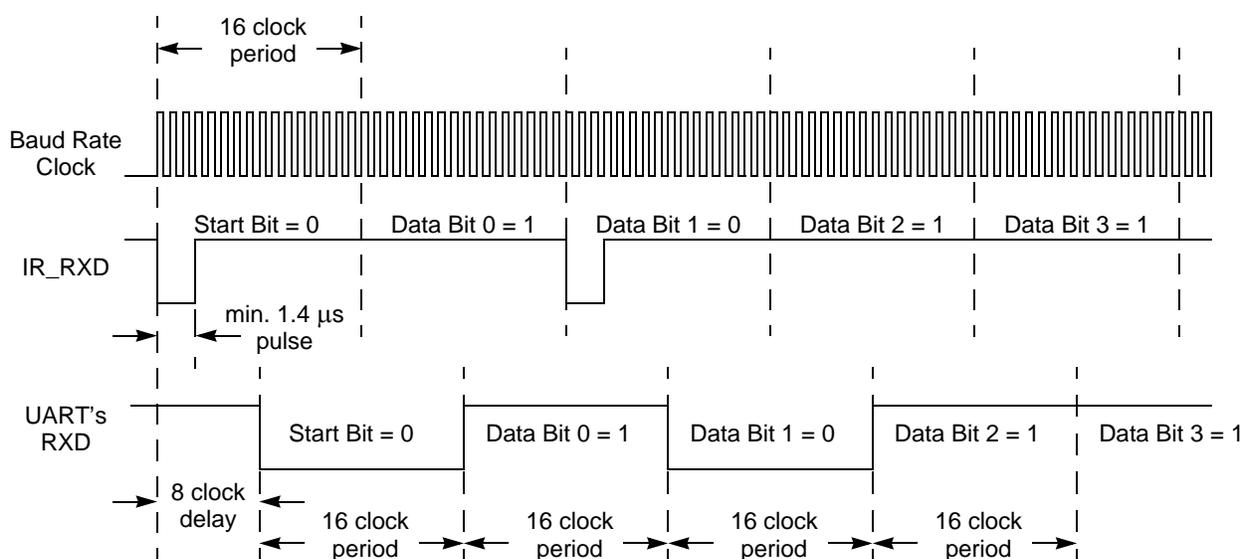 16 clock
period
Baud Rate
Clock
Start Bit = 0
Data Bit 0 = 1
Data Bit 1 = 0
Data Bit 2 = 1
Data Bit 3 = 1
IR_RXD
min. 1.4 μs
pulse
UART's
RXD
Start Bit = 0
Data Bit 0 = 1
Data Bit 1 = 0
Data Bit 2 = 1
Data Bit 3 = 1
8 clock
delay
16 clock
period
16 clock
period
16 clock
period
16 clock
period